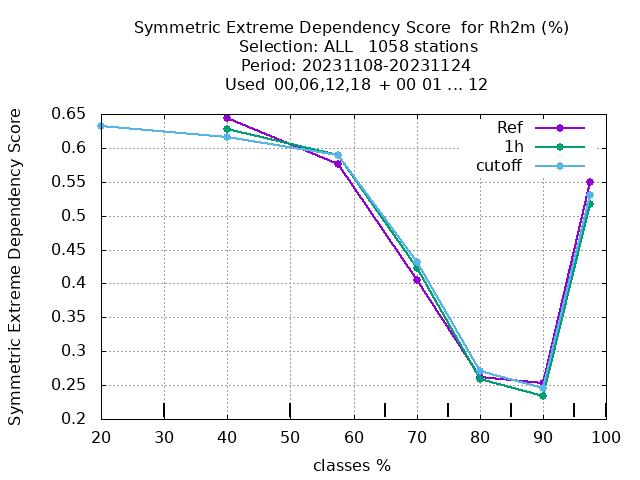 Symmetric Extreme Dependency Score  for Rh2m (%)
Selection: ALL   1058 stations
Period: 20231108-20231124
Used  00,06,12,18 + 00 01 ... 12
Symmetric Extreme Dependency Score
0.65
0.6
0.55
0.5
0.45
0.4
0.35
0.3
0.25
0.2
Ref
1h
cutoff
20 30 40 50 60 70 80 90 100
classes %